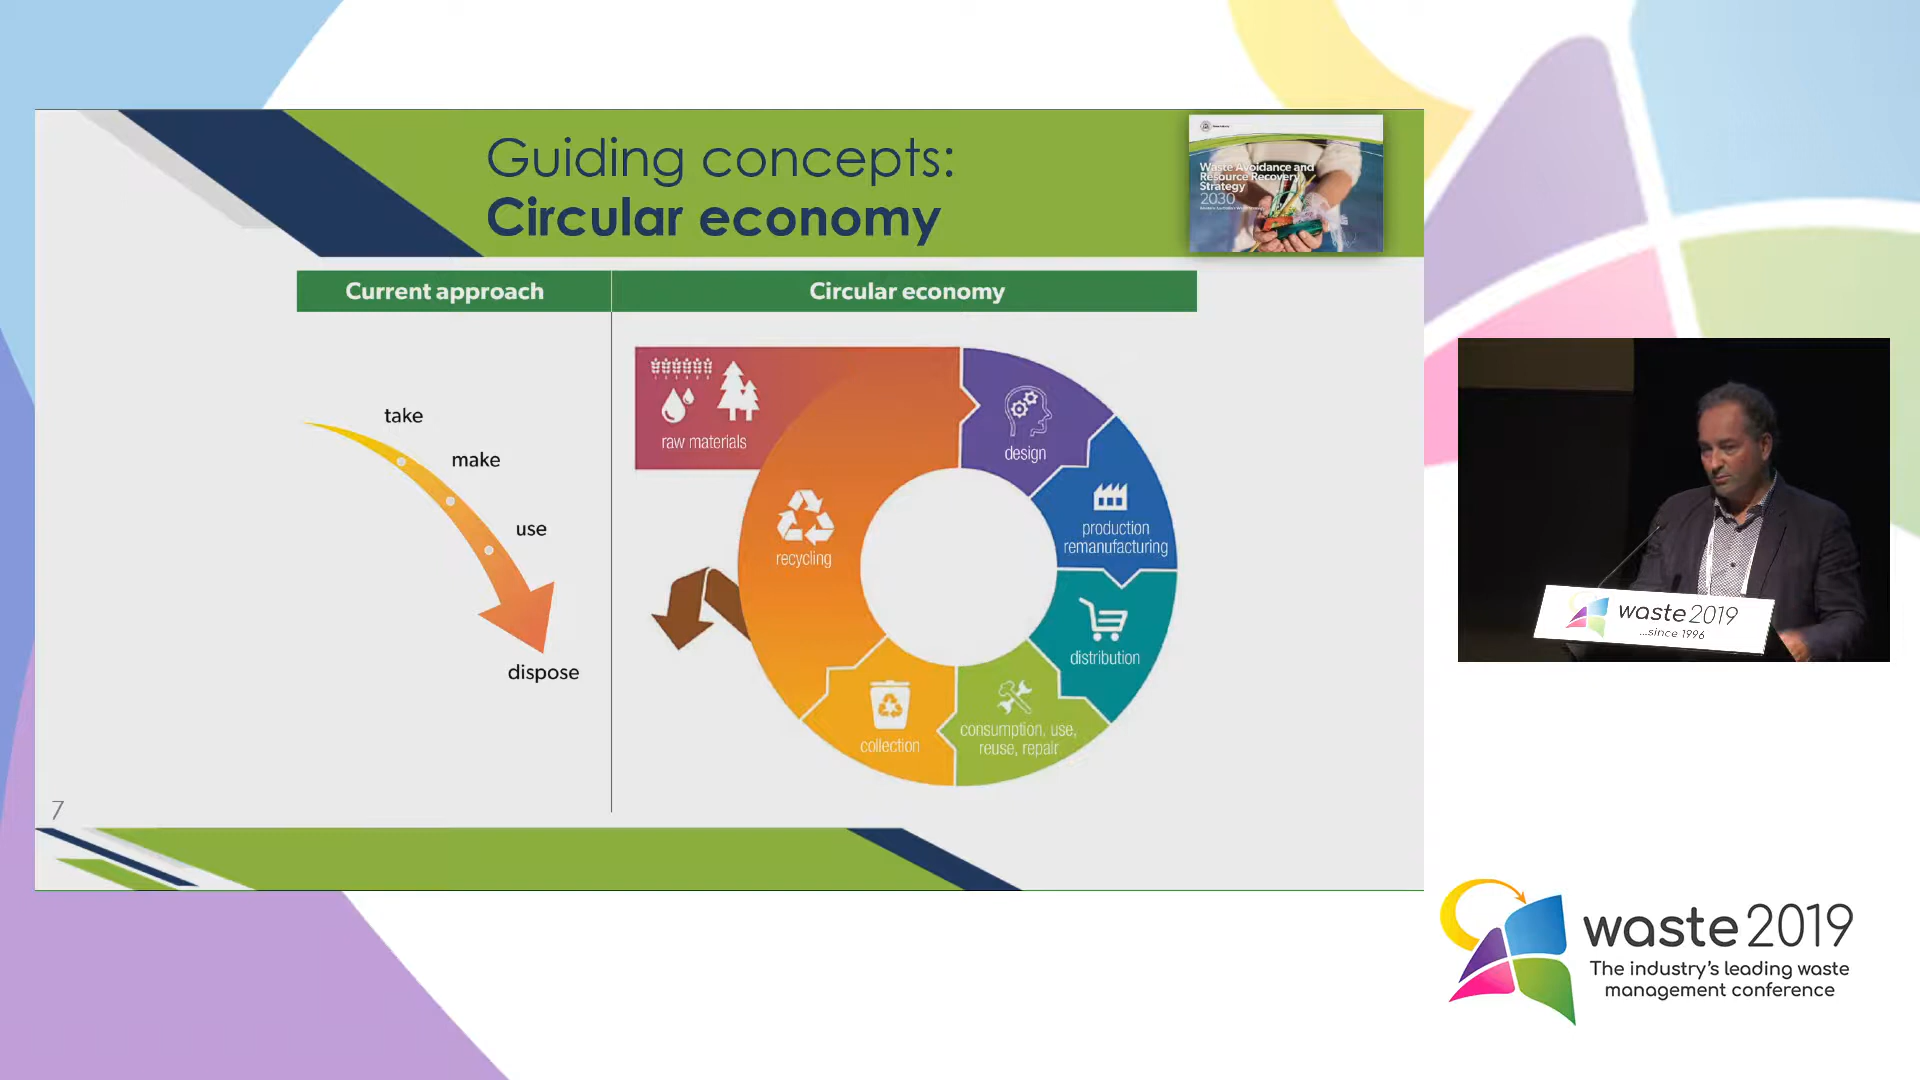 Guiding concepts:
Circular economy
Waste Avoidance and
Resource Recovery
Strategy
2030
Current approach
Circular economy
take
make
use
dispose
raw materials
design
production
remanufacturing
distribution
consumption, use,
reuse, repair
collection
recycling
7
waste 2019
...since 1996
waste 2019
The industry's leading waste
management conference